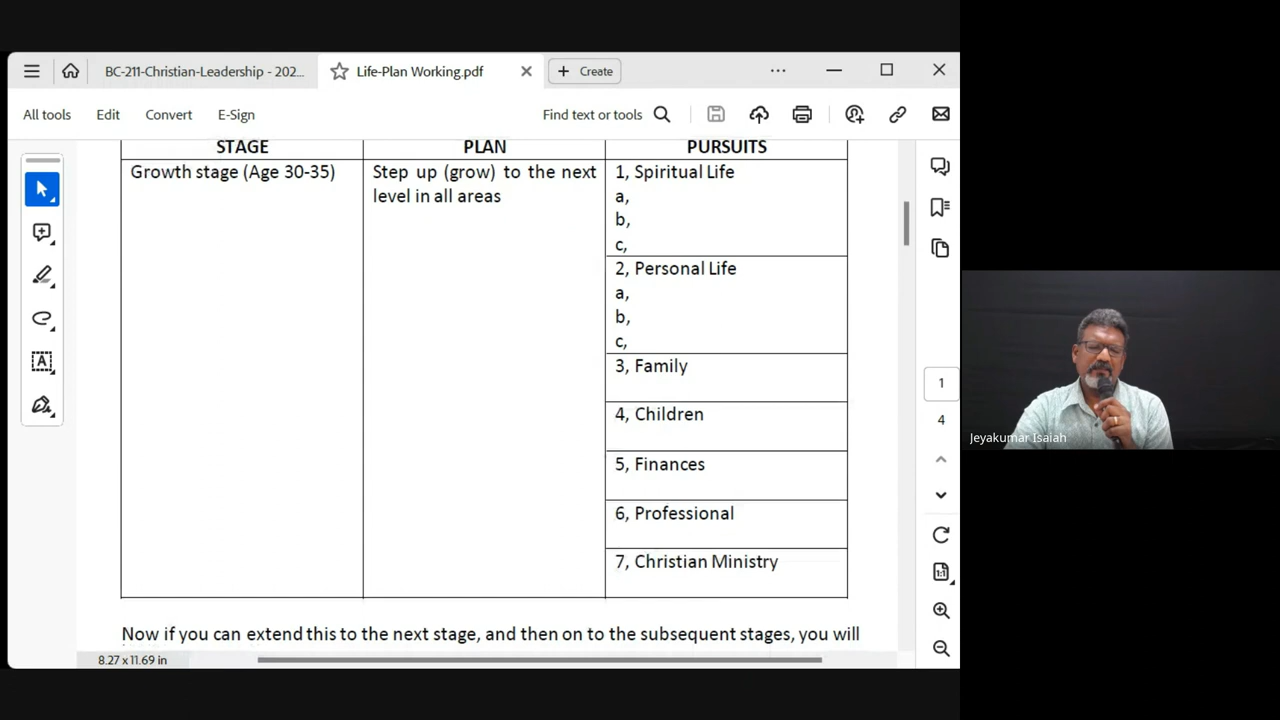 BC-211-Christian-Leadership - 202...
Life-Plan Working.pdf
Create
All tools
Edit
Convert
E-Sign
Find text or tools
STAGE
PLAN
PURSUITS
Growth stage (Age 30-35)
Step up (grow) to the next
level in all areas
1, Spiritual Life
a,
b,
c,
2, Personal Life
a,
b,
c,
3, Family
4, Children
5, Finances
6, Professional
7, Christian Ministry
1
4
Jeyakumar Isaiah
Now if you can extend this to the next stage, and then on to the subsequent stages, you will
8.27 x 11.69 in